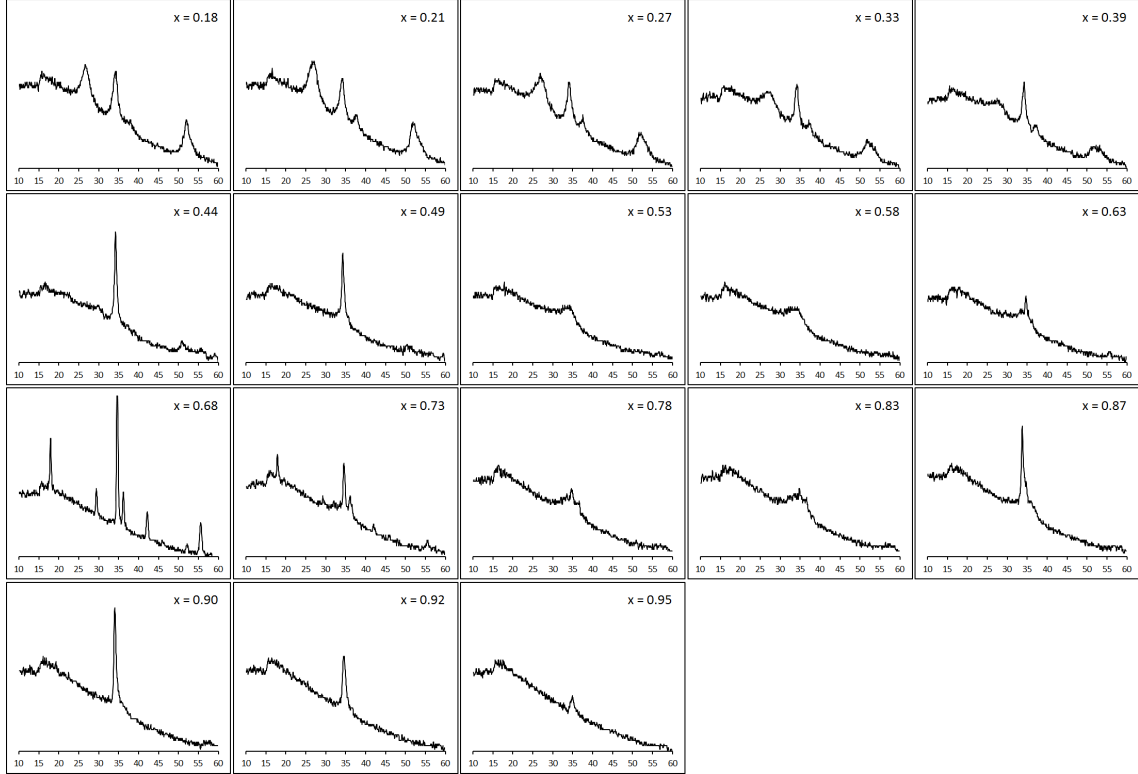 x = 0.18 x = 0.21 x = 0.27 x = 0.33 x = 0.39
10 15 20 25 30 35 40 45 50 55 60 10 15 20 25 30 35 40 45 50 55 60 10 15 20 25 30 35 40 45 50 55 60 10 15 20 25 30 35 40 45 50 55 60 10 15 20 25 30 35 40 45 50 55 60
x = 0.44 x = 0.49 x = 0.53 x = 0.58 x = 0.63
10 15 20 25 30 35 40 45 50 55 60 10 15 20 25 30 35 40 45 50 55 60 10 15 20 25 30 35 40 45 50 55 60 10 15 20 25 30 35 40 45 50 55 60 10 15 20 25 30 35 40 45 50 55 60
x = 0.68 x = 0.73 x = 0.78 x = 0.83 x = 0.87
10 15 20 25 30 35 40 45 50 55 60 10 15 20 25 30 35 40 45 50 55 60 10 15 20 25 30 35 40 45 50 55 60 10 15 20 25 30 35 40 45 50 55 60 10 15 20 25 30 35 40 45 50 55 60
x = 0.90 x = 0.92 x = 0.95
10 15 20 25 30 35 40 45 50 55 60 10 15 20 25 30 35 40 45 50 55 60 10 15 20 25 30 35 40 45 50 55 60